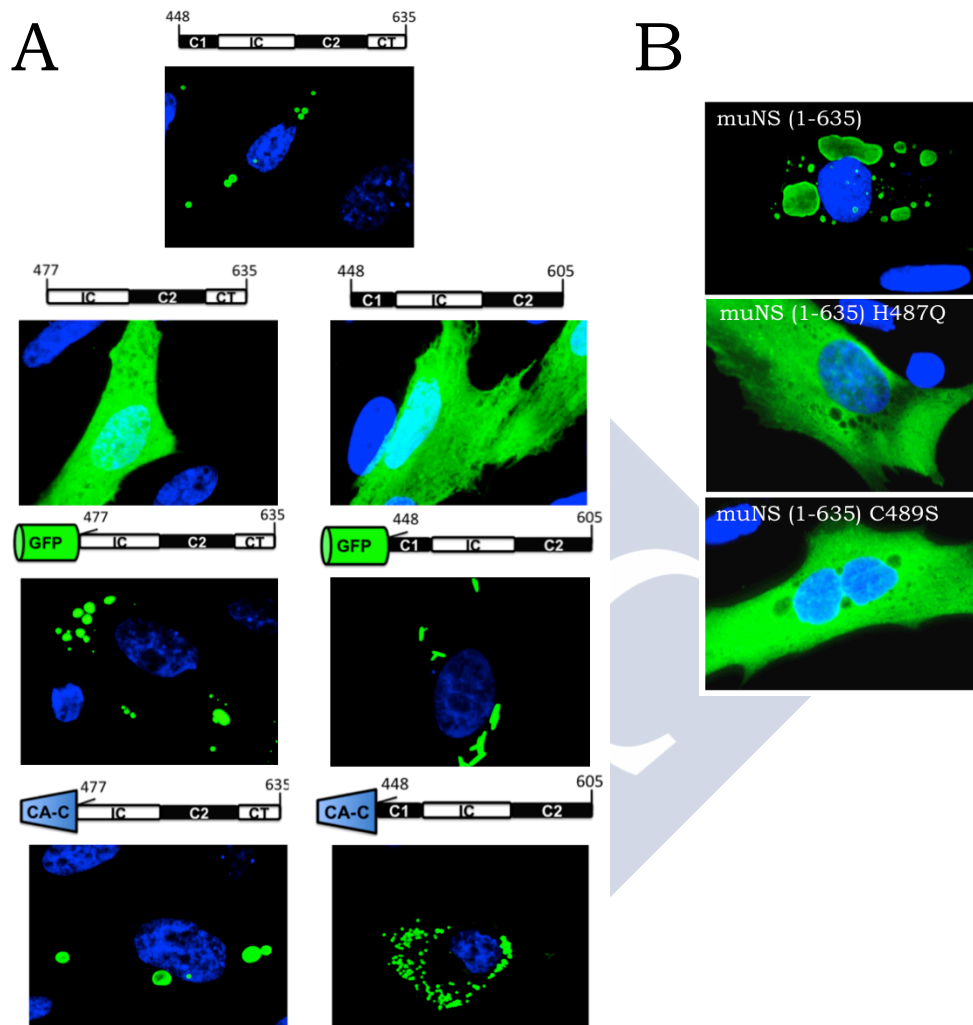 A
B
448 635
C1 IC C2 CT
muNS (1-635)
477 635
IC C2 CT
448 605
C1 IC C2
muNS (1-635) H487Q
muNS (1-635) C489S
GFP 477 635
IC C2 CT
GFP 448 605
C1 IC C2
CA-C 477 635
IC C2 CT
CA-C 448 605
C1 IC C2